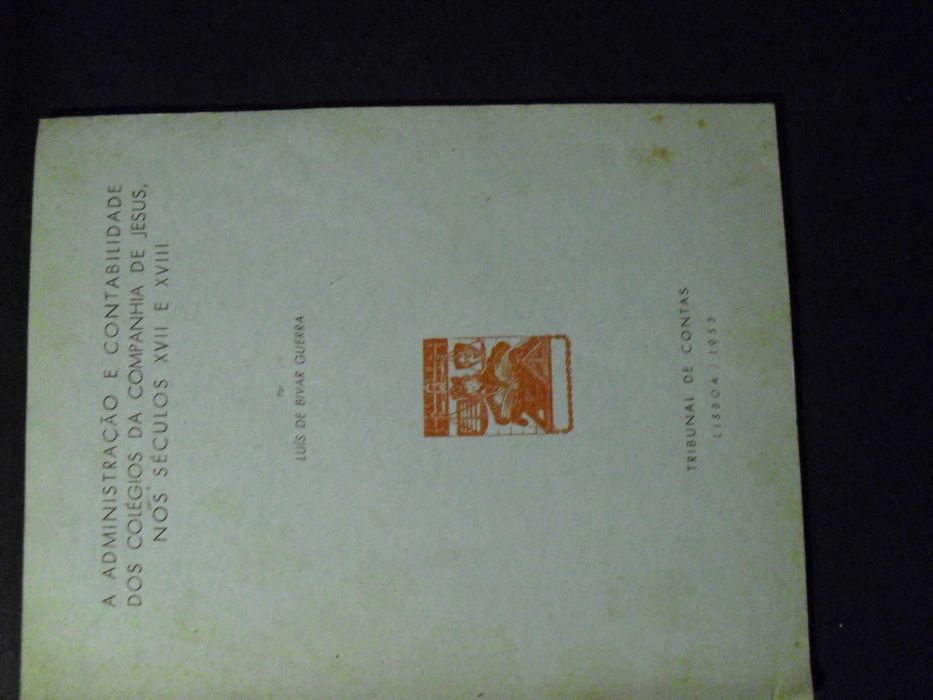 A ADMINISTRAÇÃO E CONTABILIDADE
DOS COLÉGIOS DA COMPANHIA DE JESUS,
NOS SÉCULOS XVII E XVIII
Por
LUÍS DE BIVAR GUERRA
TRIBUNAL DE CONTAS
LISBOA / 1953